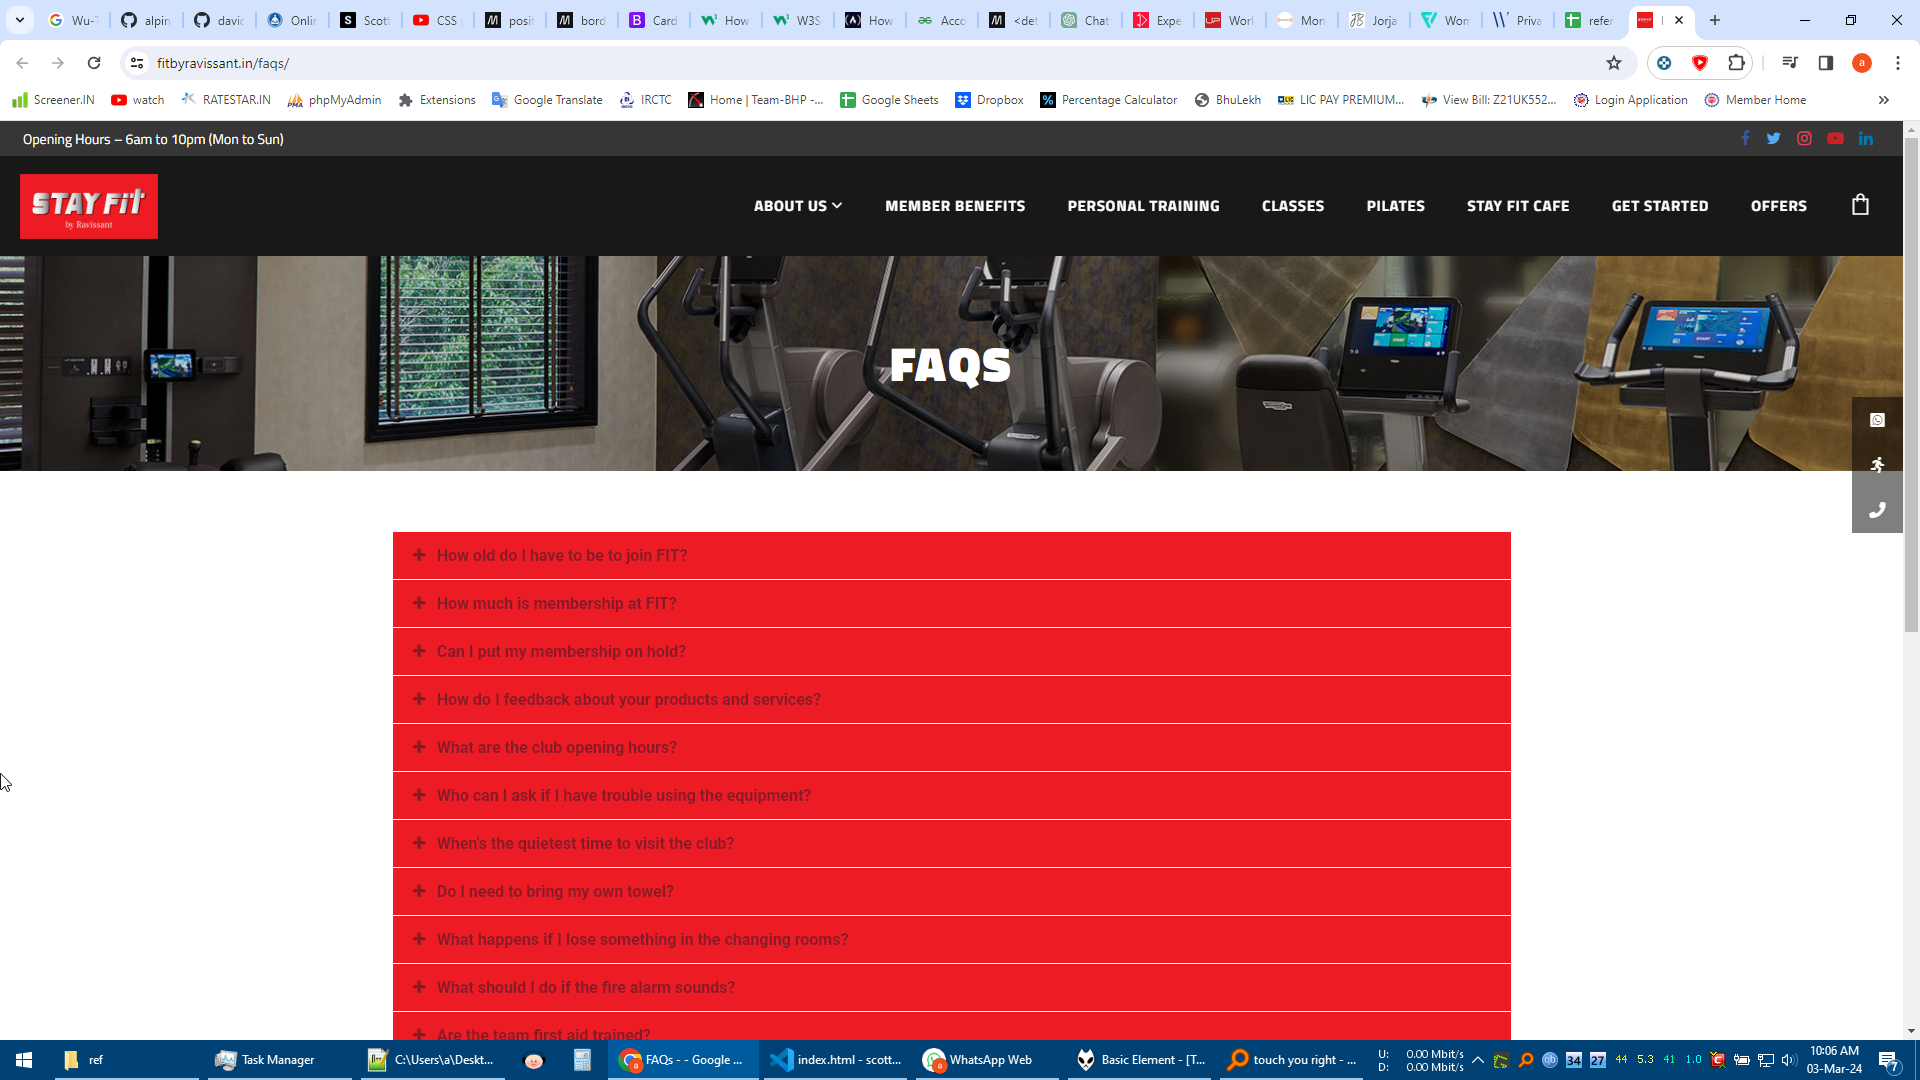 Wu-T
alpin
davic
Onlin
Scott
CSS
posit
bord
Card
How
W3S
How
Acco
<det
Chat
Expe
Worl
Mon
Jorja
Wom
Priva
refer
fitbyravissant.in/faqs/
Screener.IN
watch
RATESTAR.IN
phpMyAdmin
Extensions
Google Translate
IRCTC
Home | Team-BHP -...
Google Sheets
Dropbox
Percentage Calculator
BhuLekh
LIC PAY PREMIUM...
View Bill: Z21UK552...
Login Application
Member Home
Opening Hours – 6am to 10pm (Mon to Sun)
STAY Fit
by Ravissant
ABOUT US
MEMBER BENEFITS
PERSONAL TRAINING
CLASSES
PILATES
STAY FIT CAFE
GET STARTED
OFFERS
FAQS
How old do I have to be to join FIT?
How much is membership at FIT?
Can I put my membership on hold?
How do I feedback about your products and services?
What are the club opening hours?
Who can I ask if I have trouble using the equipment?
When's the quietest time to visit the club?
Do I need to bring my own towel?
What happens if I lose something in the changing rooms?
What should I do if the fire alarm sounds?
Are the team first aid trained?
ref
Task Manager
C:\Users\a\Deskt...
FAQs - - Google ...
index.html - scott...
WhatsApp Web
Basic Element - [T...
touch you right - ...
U: 0.00 Mbit/s
D: 0.00 Mbit/s
34
27
44
5.3
41
1.0
10:06 AM
03-Mar-24
7